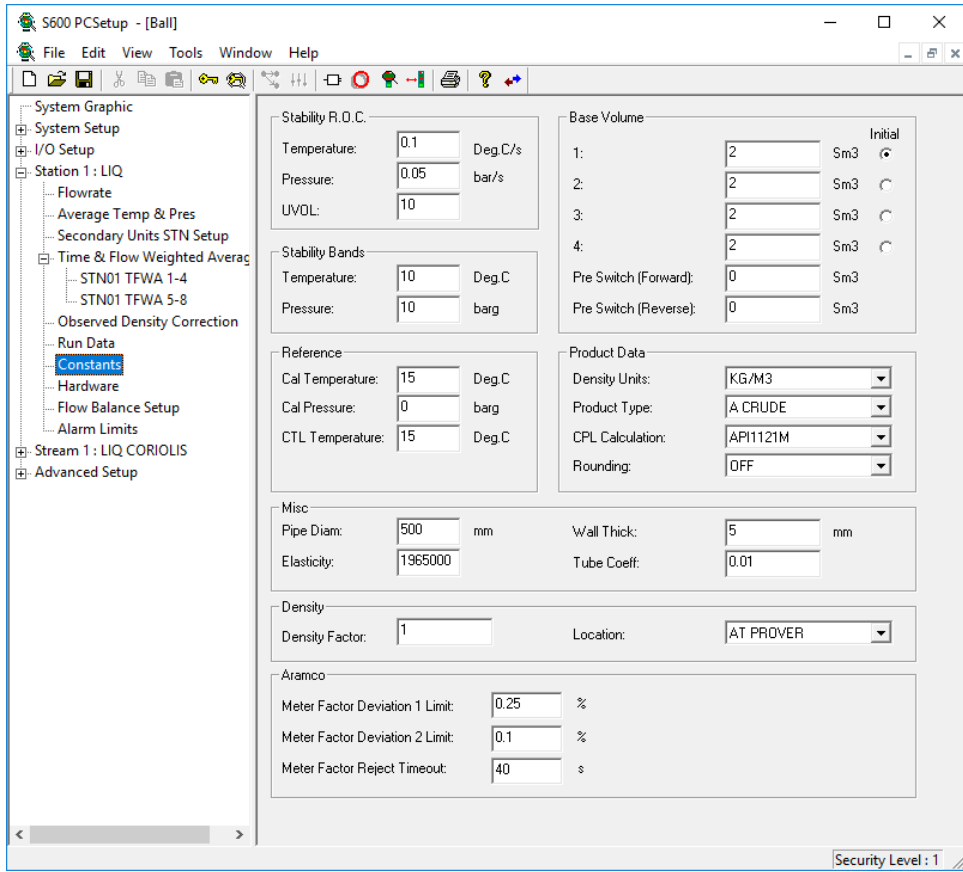 S600 PCSetup - [Ball]
File Edit View Tools Window Help
System Graphic
System Setup
I/O Setup
Station 1 : LIQ
Flowrate
Average Temp & Pres
Secondary Units STN Setup
Time & Flow Weighted Averag
STN01 TFWA 1-4
STN01 TFWA 5-8
Observed Density Correction
Run Data
Constants
Hardware
Flow Balance Setup
Alarm Limits
Stream 1 : LIQ CORIOLIS
Advanced Setup
Stability R.O.C.
Temperature: 0.1 Deg.C/s
Pressure: 0.05 bar/s
UVOL: 10
Stability Bands
Temperature: 10 Deg.C
Pressure: 10 barg
Base Volume
Initial
1: 2 Sm3
2: 2 Sm3
3: 2 Sm3
4: 2 Sm3
Pre Switch (Forward): 0 Sm3
Pre Switch (Reverse): 0 Sm3
Reference
Cal Temperature: 15 Deg.C
Cal Pressure: 0 barg
CTL Temperature: 15 Deg.C
Product Data
Density Units: KG/M3
Product Type: A CRUDE
CPL Calculation: API1121M
Rounding: OFF
Misc
Pipe Diam: 500 mm Wall Thick: 5 mm
Elasticity: 1965000 Tube Coeff: 0.01
Density
Density Factor: 1 Location: AT PROVER
Aramco
Meter Factor Deviation 1 Limit: 0.25 %
Meter Factor Deviation 2 Limit: 0.1 %
Meter Factor Reject Timeout: 40 s
Security Level : 1